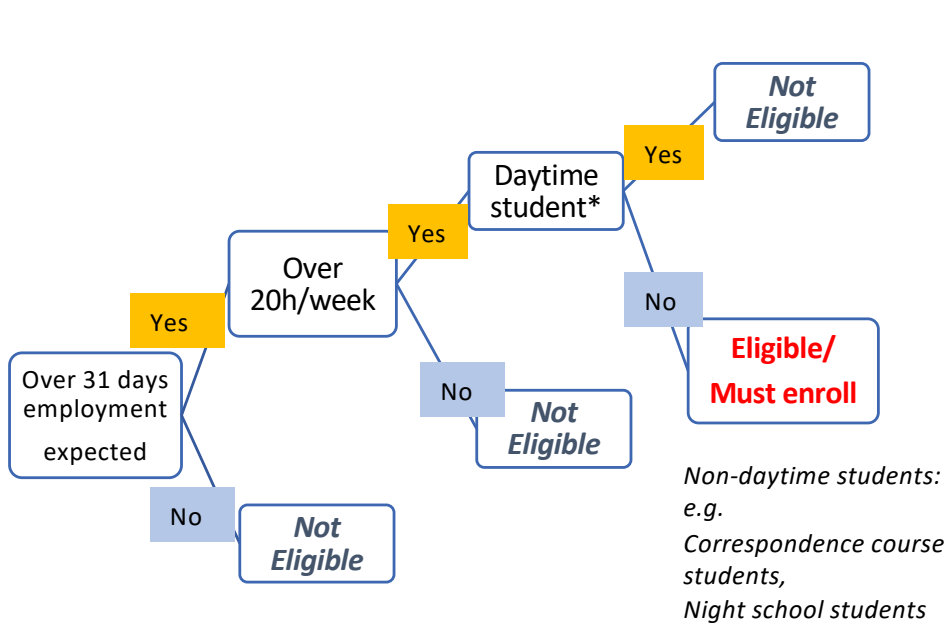 Over 31 days
employment
expected
Yes
No
Not
Eligible
Over
20h/week
Yes
No
Not
Eligible
Daytime
student*
Yes
Not
Eligible
No
Eligible/
Must enroll
Non-daytime students:
e.g.
Correspondence course
students,
Night school students